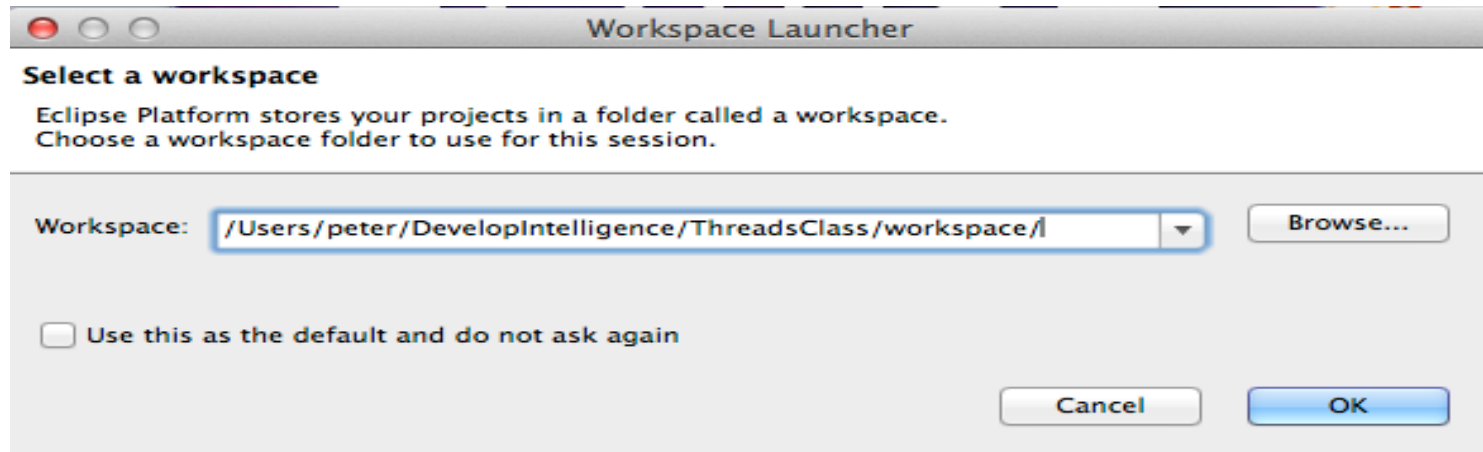 Workspace Launcher
Select a workspace
Eclipse Platform stores your projects in a folder called a workspace.
Choose a workspace folder to use for this session.
Workspace: /Users/peter/DevelopIntelligence/ThreadsClass/workspace/ Browse...
Use this as the default and do not ask again
Cancel OK